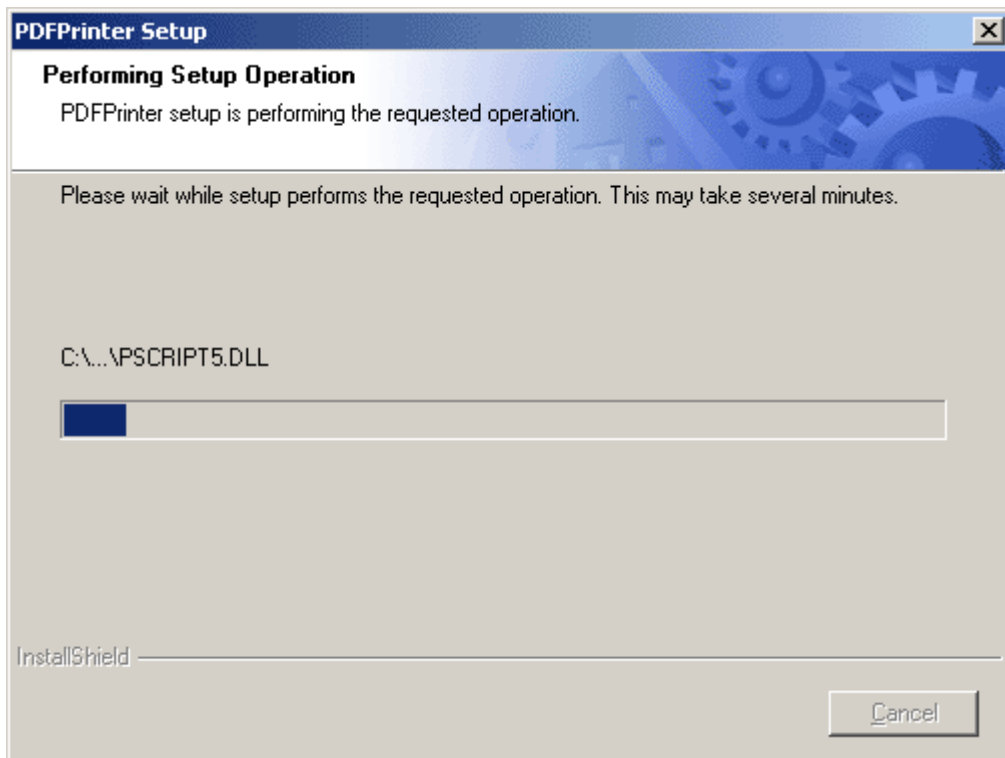 PDFPrinter Setup
Performing Setup Operation
PDFPrinter setup is performing the requested operation.
Please wait while setup performs the requested operation. This may take several minutes.
C:\...\PSCRIPT5.DLL
InstallShield
Cancel